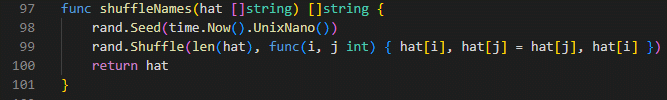 97 func shuffleNames(hat []string) []string {
98 rand.Seed(time.Now().UnixNano())
99 rand.Shuffle(len(hat), func(i, j int) { hat[i], hat[j] = hat[j], hat[i] })
100 return hat
101 }